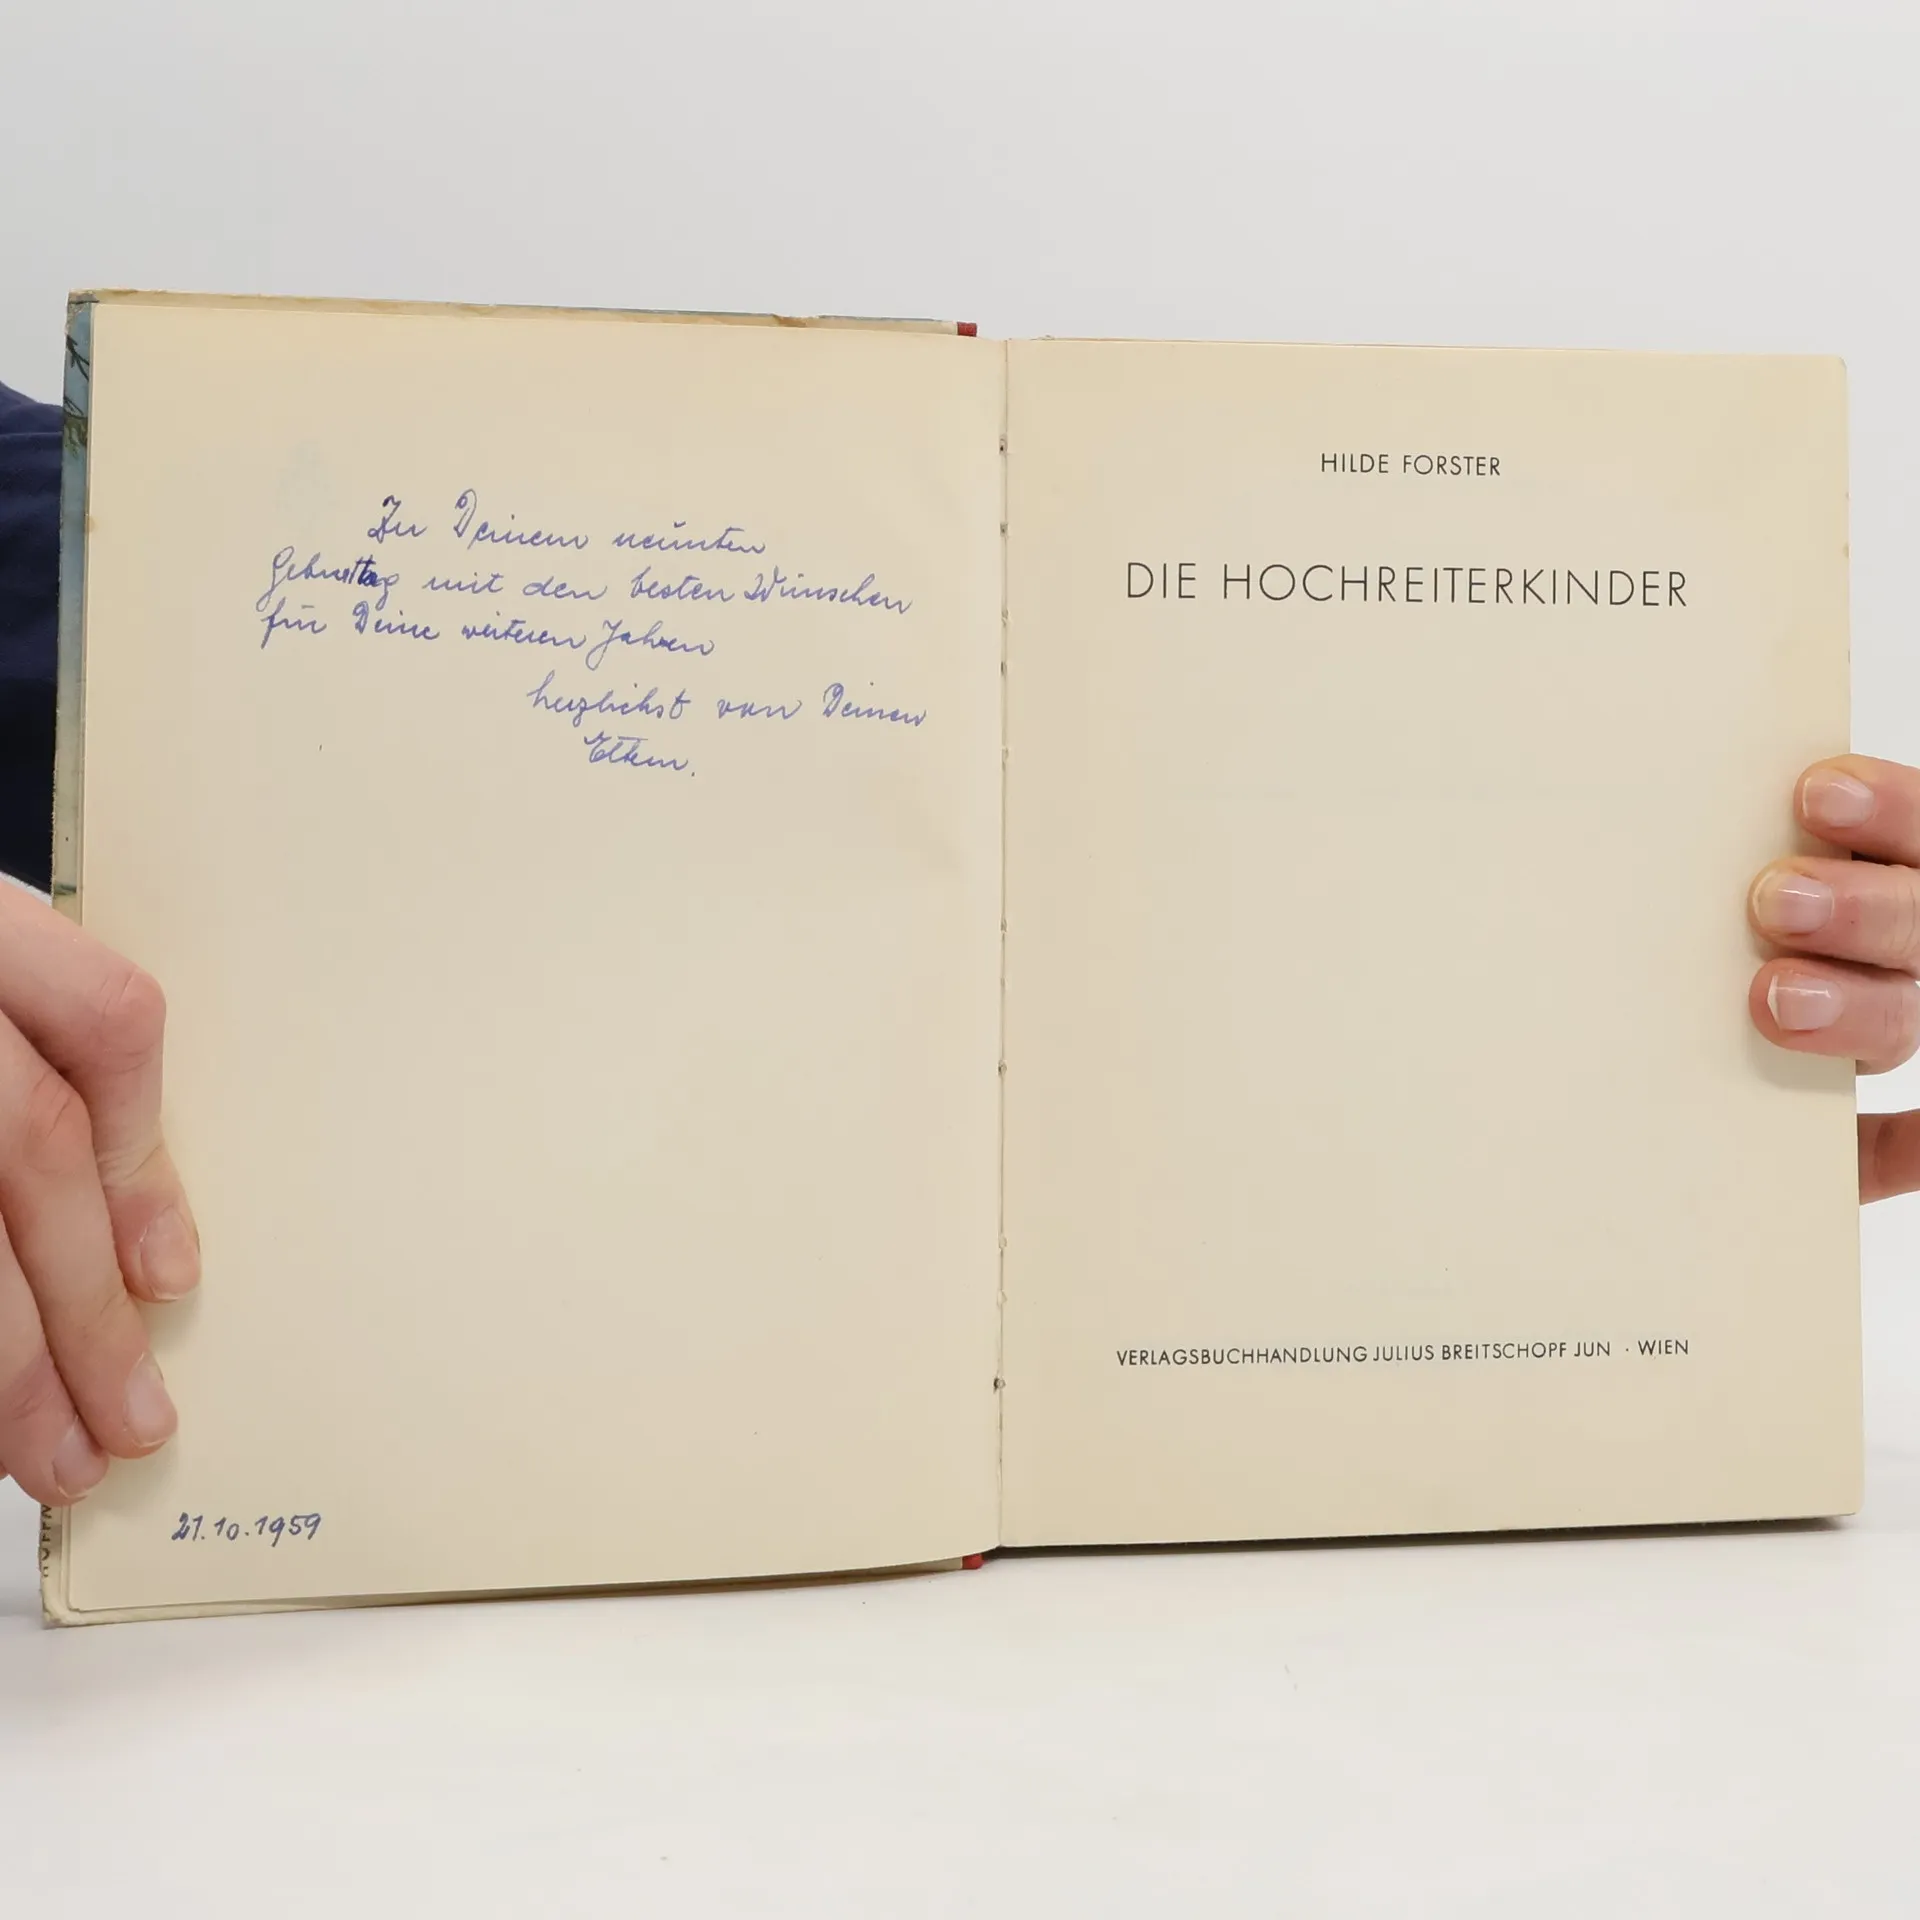 Zu Deinem neunten
Geburttag mit den besten Wünschen
für Deine weiteren Jahren
herzlichst von Deinen
Eltern.
21.10.1959
HILDE FORSTER
DIE HOCHREITERKINDER
VERLAGSBUCHHANDLUNG JULIUS BREITSCHOPF JUN · WIEN